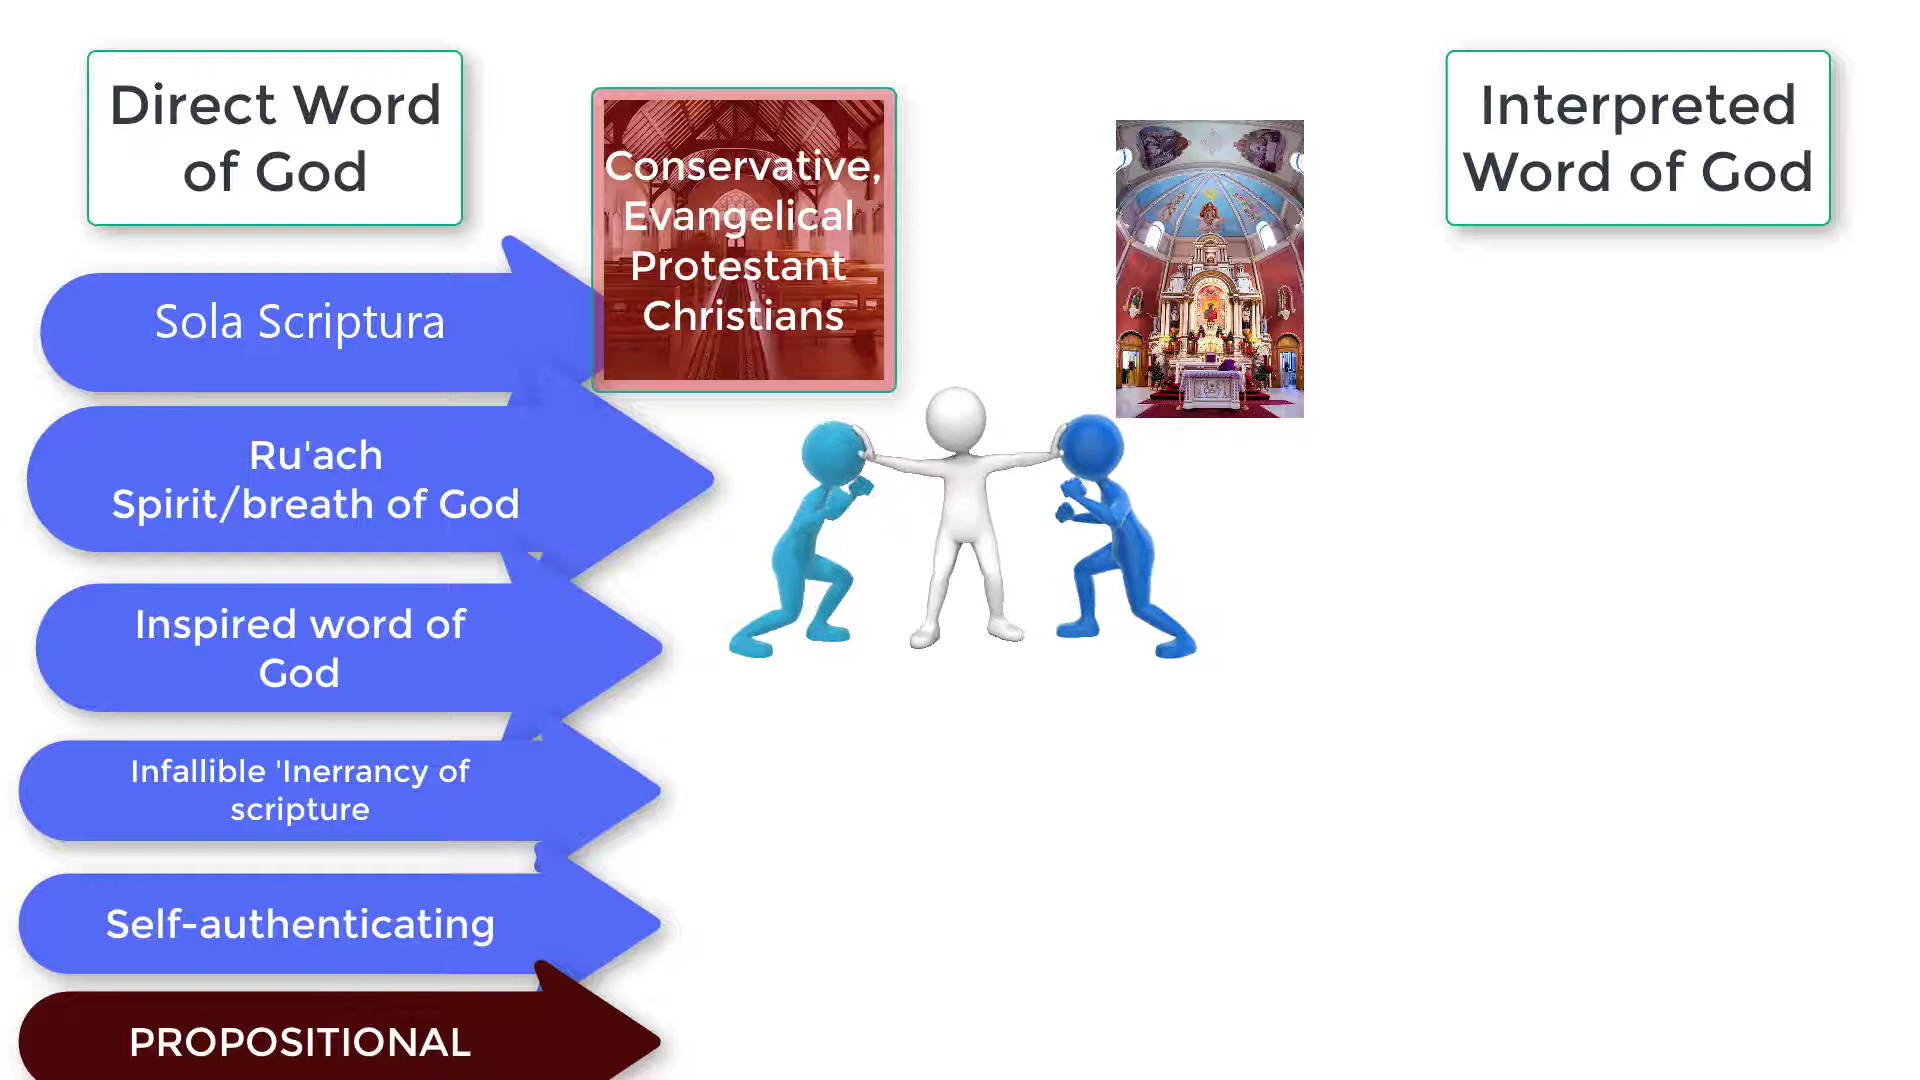 Direct Word
of God
Conservative,
Evangelical
Protestant
Christians
Interpreted
Word of God
Sola Scriptura
Ru'ach
Spirit/breath of God
Inspired word of
God
Infallible 'Inerrancy of
scripture
Self-authenticating
PROPOSITIONAL